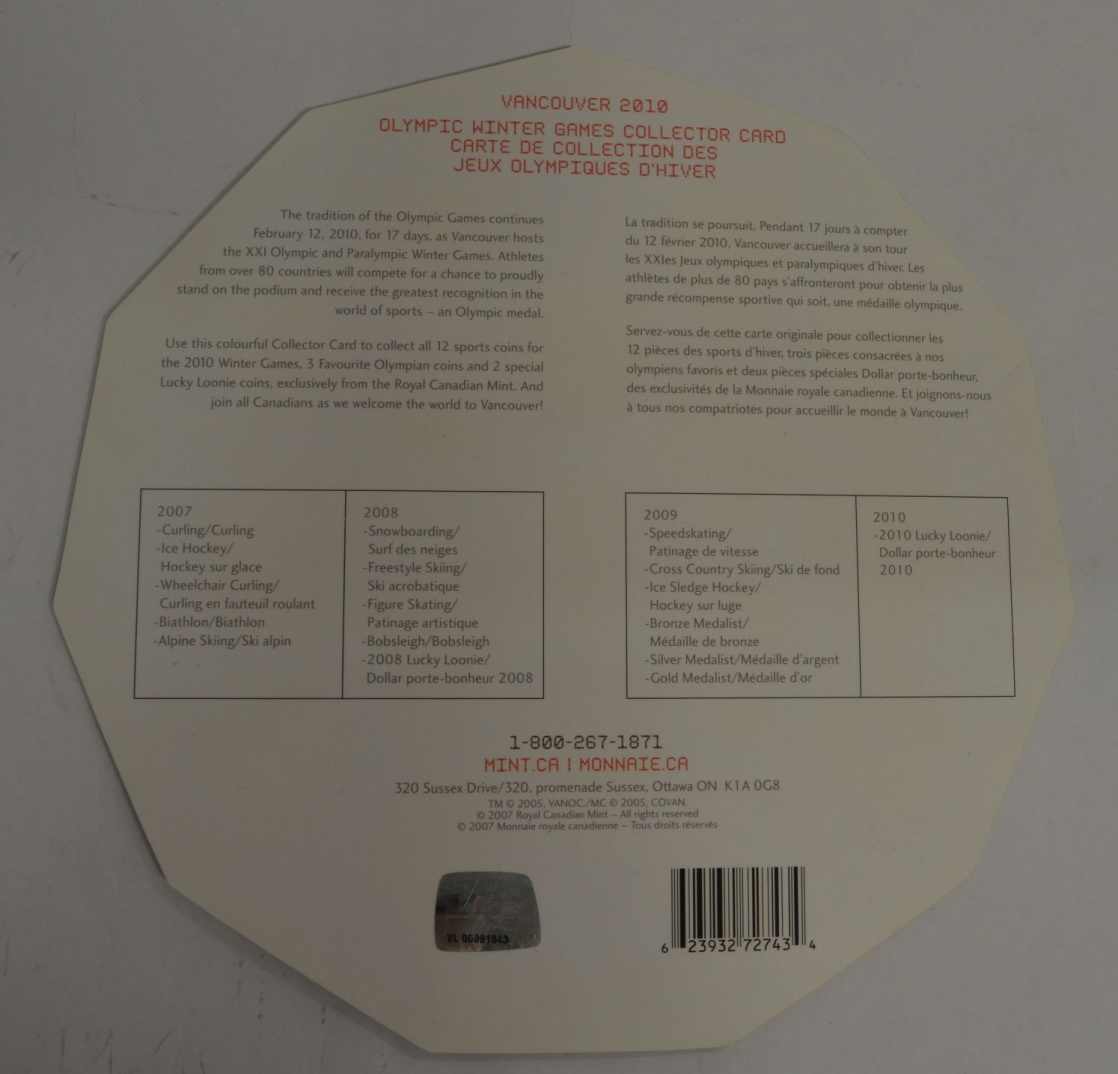 VANCOUVER 2010
OLYMPIC WINTER GAMES COLLECTOR CARD
CARTE DE COLLECTION DES
JEUX OLYMPIQUES D'HIVER
The tradition of the Olympic Games continues
February 12, 2010, for 17 days, as Vancouver hosts
the XXI Olympic and Paralympic Winter Games. Athletes
from over 80 countries will compete for a chance to proudly
stand on the podium and receive the greatest recognition in the
world of sports – an Olympic medal.
Use this colourful Collector Card to collect all 12 sports coins for
the 2010 Winter Games, 3 Favourite Olympian coins and 2 special
Lucky Loonie coins, exclusively from the Royal Canadian Mint. And
join all Canadians as we welcome the world to Vancouver!
La tradition se poursuit. Pendant 17 jours à compter
du 12 février 2010, Vancouver accueillera à son tour
les XXIes Jeux olympiques et paralympiques d'hiver. Les
athlètes de plus de 80 pays s'affronteront pour obtenir la plus
grande récompense sportive qui soit, une médaille olympique.
Servez-vous de cette carte originale pour collectionner les
12 pièces des sports d'hiver, trois pièces consacrées à nos
olympiens favoris et deux pièces spéciales Dollar porte-bonheur,
des exclusivités de la Monnaie royale canadienne. Et joignons-nous
à tous nos compatriotes pour accueillir le monde à Vancouver!
2007
-Curling/Curling
-Ice Hockey/
Hockey sur glace
-Wheelchair Curling/
Curling en fauteuil roulant
-Biathlon/Biathlon
-Alpine Skiing/Ski alpin
2008
-Snowboarding/
Surf des neiges
-Freestyle Skiing/
Ski acrobatique
-Figure Skating/
Patinage artistique
-Bobsleigh/Bobsleigh
-2008 Lucky Loonie/
Dollar porte-bonheur 2008
2009
-Speedskating/
Patinage de vitesse
-Cross Country Skiing/Ski de fond
-Ice Sledge Hockey/
Hockey sur luge
-Bronze Medalist/
Médaille de bronze
-Silver Medalist/Médaille d'argent
-Gold Medalist/Médaille d'or
2010
-2010 Lucky Loonie/
Dollar porte-bonheur
2010
1-800-267-1871
MINT.CA | MONNAIE.CA
320 Sussex Drive/320, promenade Sussex, Ottawa ON K1A 0G8
TM © 2005, VANOC./MC © 2005, COVAN.
© 2007 Royal Canadian Mint – All rights reserved
© 2007 Monnaie royale canadienne – Tous droits réservés
VL 00091843
6 23932 72743 4